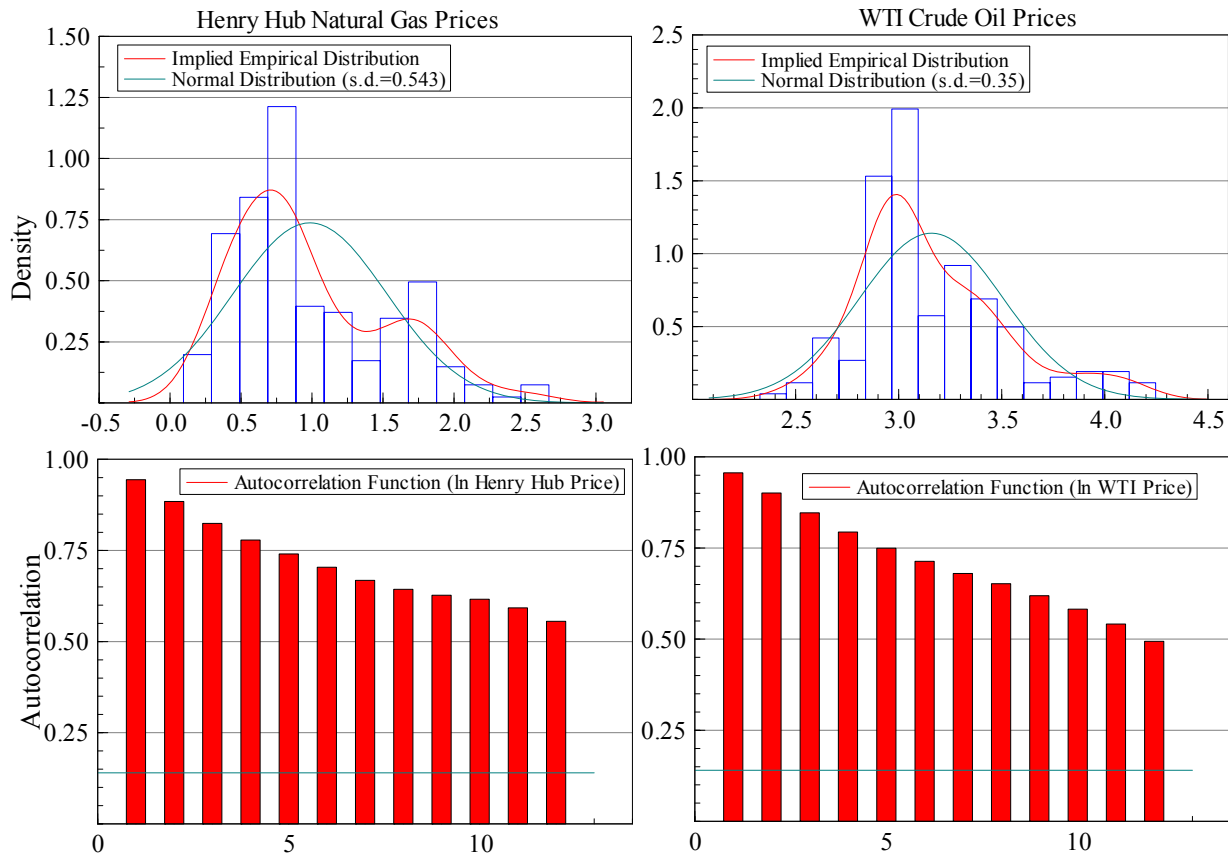 Henry Hub Natural Gas Prices
WTI Crude Oil Prices
1.50
1.25
1.00
0.75
0.50
0.25
Density
Implied Empirical Distribution
Normal Distribution (s.d.=0.543)
-0.5 0.0 0.5 1.0 1.5 2.0 2.5 3.0
2.5
2.0
1.5
1.0
0.5
Implied Empirical Distribution
Normal Distribution (s.d.=0.35)
2.5 3.0 3.5 4.0 4.5
1.00
0.75
0.50
0.25
Autocorrelation
Autocorrelation Function (ln Henry Hub Price)
0 5 10
1.00
0.75
0.50
0.25
Autocorrelation Function (ln WTI Price)
0 5 10